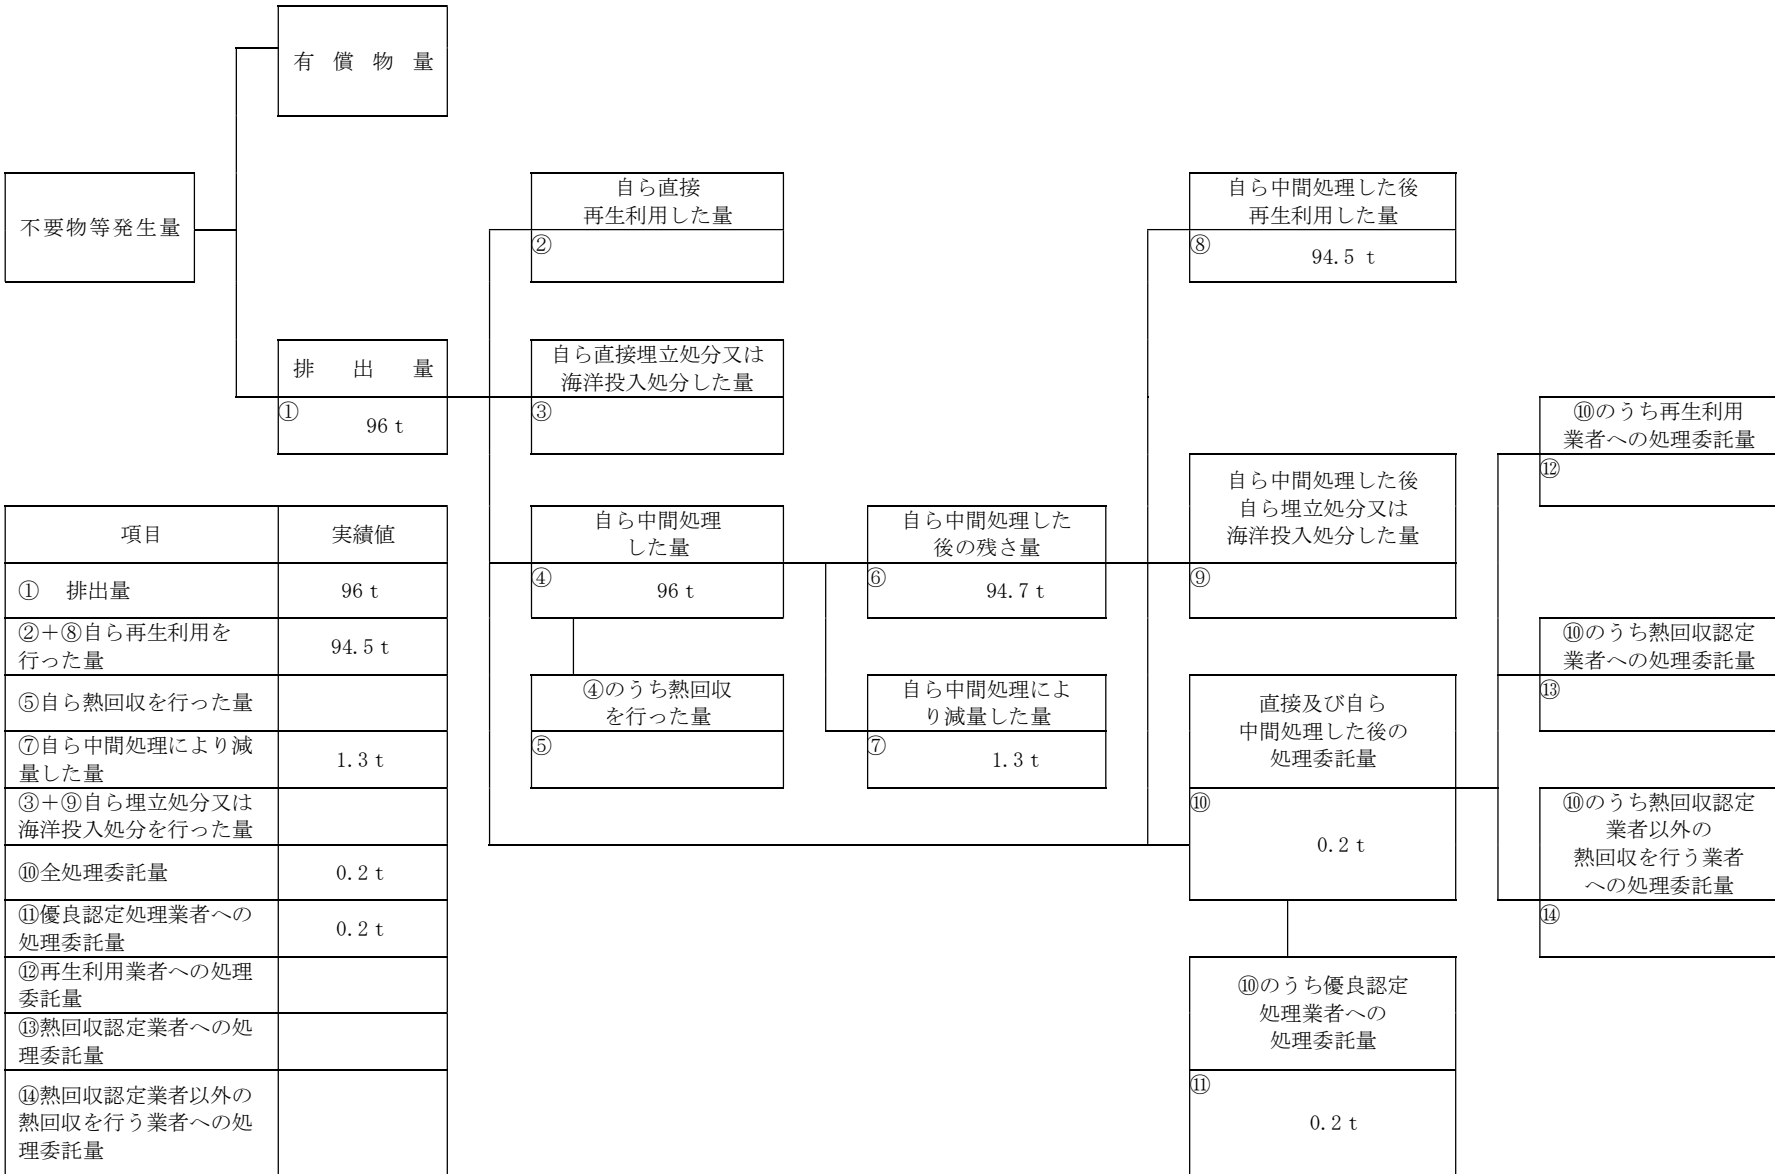 有 償 物 量
不要物等発生量
自ら直接
再生利用した量
②
自ら中間処理した後
再生利用した量
⑧
94.5 t
排 出 量
①
96 t
自ら直接埋立処分又は
海洋投入処分した量
③
⑩のうち再生利用
業者への処理委託量
⑫
自ら中間処理
した量
④
96 t
自ら中間処理した
後の残さ量
⑥
94.7 t
自ら中間処理した後
自ら埋立処分又は
海洋投入処分した量
⑨
⑩のうち熱回収認定
業者への処理委託量
⑬
④のうち熱回収
を行った量
⑤
自ら中間処理によ
り減量した量
⑦
1.3 t
直接及び自ら
中間処理した後の
処理委託量
⑩
0.2 t
⑩のうち熱回収認定
業者以外の
熱回収を行う業者
への処理委託量
⑭
⑩のうち優良認定
処理業者への
処理委託量
⑪
0.2 t
項目 実績値
① 排出量 96 t
②+⑧自ら再生利用を
行った量
94.5 t
⑤自ら熱回収を行った量
⑦自ら中間処理により減
量した量
1.3 t
③+⑨自ら埋立処分又は
海洋投入処分を行った量
⑩全処理委託量 0.2 t
⑪優良認定処理業者への
処理委託量
0.2 t
⑫再生利用業者への処理
委託量
⑬熱回収認定業者への処
理委託量
⑭熱回収認定業者以外の
熱回収を行う業者への処
理委託量